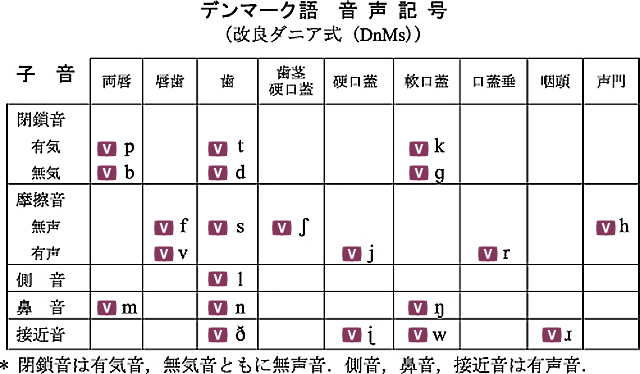 デンマーク語 音声記号
（改良ダニア式（DnMs））
子 音 両唇 唇歯 歯 歯茎硬口蓋 硬口蓋 軟口蓋 口蓋垂 咽頭 声門
閉鎖音
有気 V p V t V k
無気 V b V d V g
摩擦音
無声 V f V s V ʃ V h
有声 V v V j V r
側 音 V l
鼻 音 V m V n V ŋ
接近音 V ð V j̜ V w V ɹ
* 閉鎖音は有気音，無気音ともに無声音．側音，鼻音，接近音は有声音．